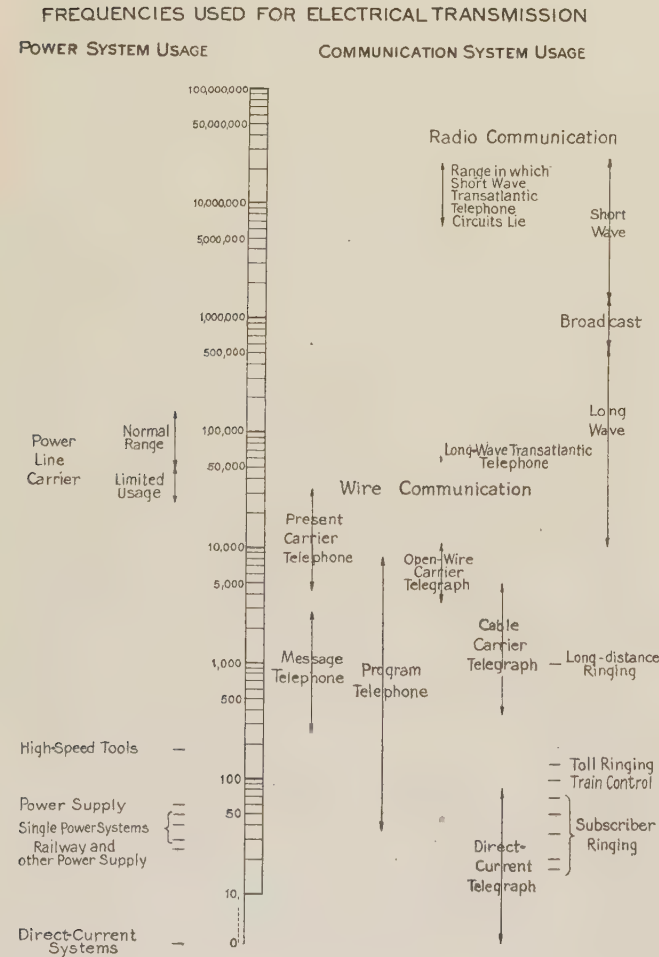 FREQUENCIES USED FOR ELECTRICAL TRANSMISSION
POWER SYSTEM USAGE
COMMUNICATION SYSTEM USAGE
100,000,000
50,000,000
10,000,000
5,000,000
1,000,000
500,000
100,000
50,000
10,000
5,000
1,000
500
100
50
10,
0
Power
Line
Carrier
Normal
Range
Limited
Usage
High-Speed Tools
Power Supply
Single Power Systems
Railway and
other Power Supply
Direct-Current
Systems
Radio Communication
Range in which
Short Wave
Transatlantic
Telephone
Circuits Lie
Short
Wave
Broadcast
Long
Wave
Long-Wave Transatlantic
Telephone
Wire Communication
Present
Carrier
Telephone
Open-Wire
Carrier
Telegraph
Message
Telephone
Program
Telephone
Cable
Carrier
Telegraph
Long-distance
Ringing
Toll Ringing
Train Control
Subscriber
Ringing
Direct-
Current
Telegraph